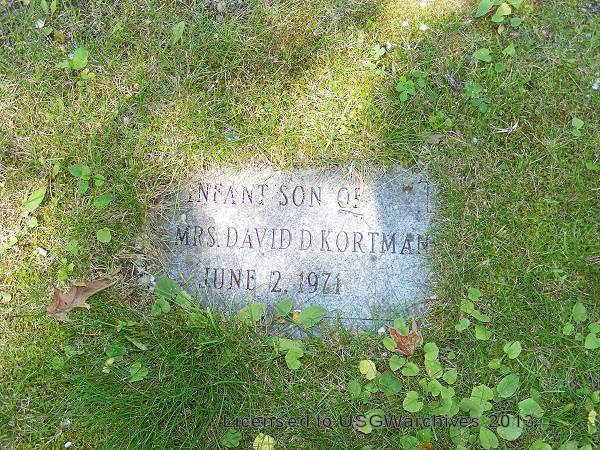 INFANT SON OF
MRS. DAVID D KORTMAN
JUNE 2, 1971
Licensed to USGWarchives 2013